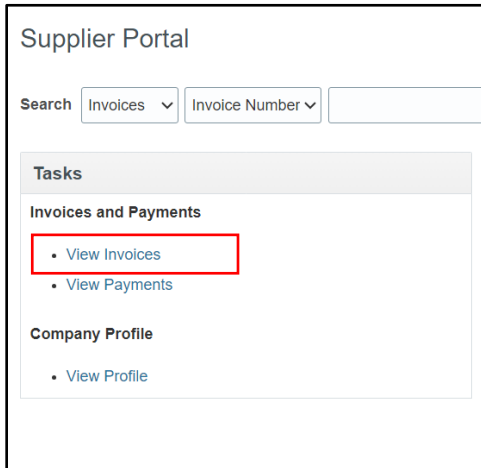 Supplier Portal
Search Invoices Invoice Number
Tasks
Invoices and Payments
• View Invoices
• View Payments
Company Profile
• View Profile